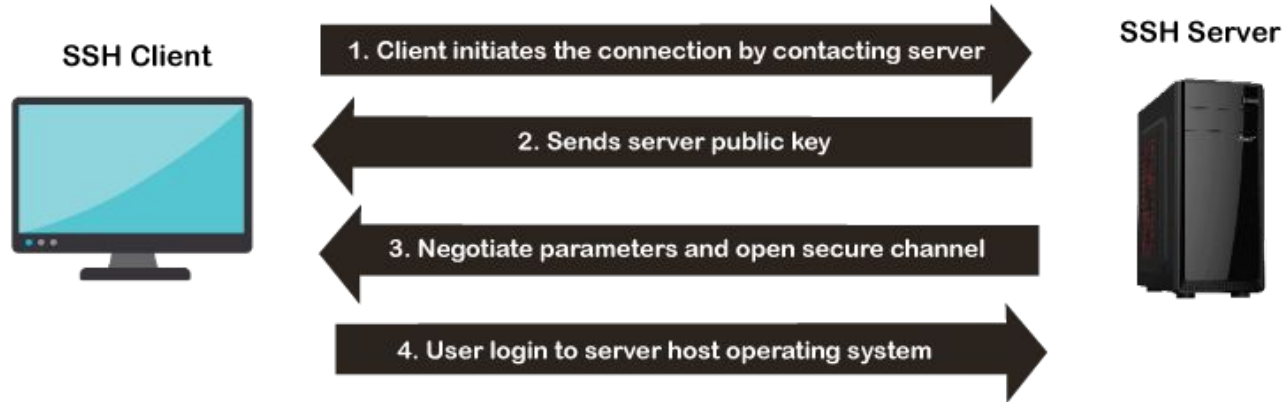 SSH Client
SSH Server
1. Client initiates the connection by contacting server
2. Sends server public key
3. Negotiate parameters and open secure channel
4. User login to server host operating system